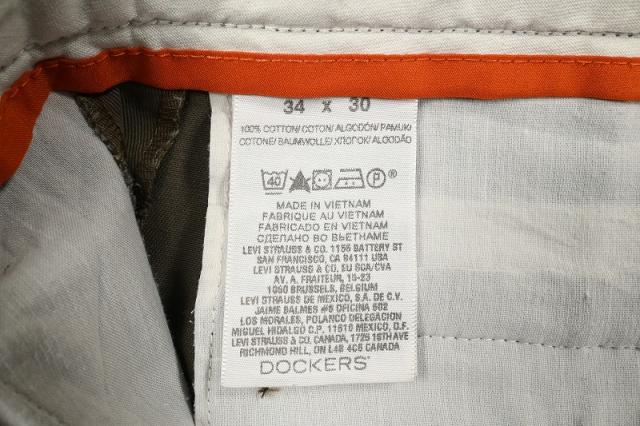 34 x 30
100% COTTON/COTON/ALGODÓN/PAMUK/
COTONE/BAUMWOLLE/ХЛОПОК/ALGODÃO
40 P ®
MADE IN VIETNAM
FABRIQUE AU VIETNAM
FABRICADO EN VIETNAM
СДЕЛАНО ВО ВЬЕТНАМЕ
LEVI STRAUSS & CO. 1155 BATTERY ST
SAN FRANCISCO, CA 94111 USA
LEVI STRAUSS & CO. EU SCA/CVA
AV. A. FRAITEUR, 15-23
1050 BRUSSELS, BELGIUM
LEVI STRAUSS DE MEXICO, S.A. DE C.V.
JAIME BALMES #8 OFICINA 602
LOS MORALES, POLANCO DELEGACION
MIGUEL HIDALGO C.P. 11510 MEXICO, D.F.
LEVI STRAUSS & CO. CANADA, 1725 16TH AVE
RICHMOND HILL, ON L4B 4C6 CANADA
DOCKERS®